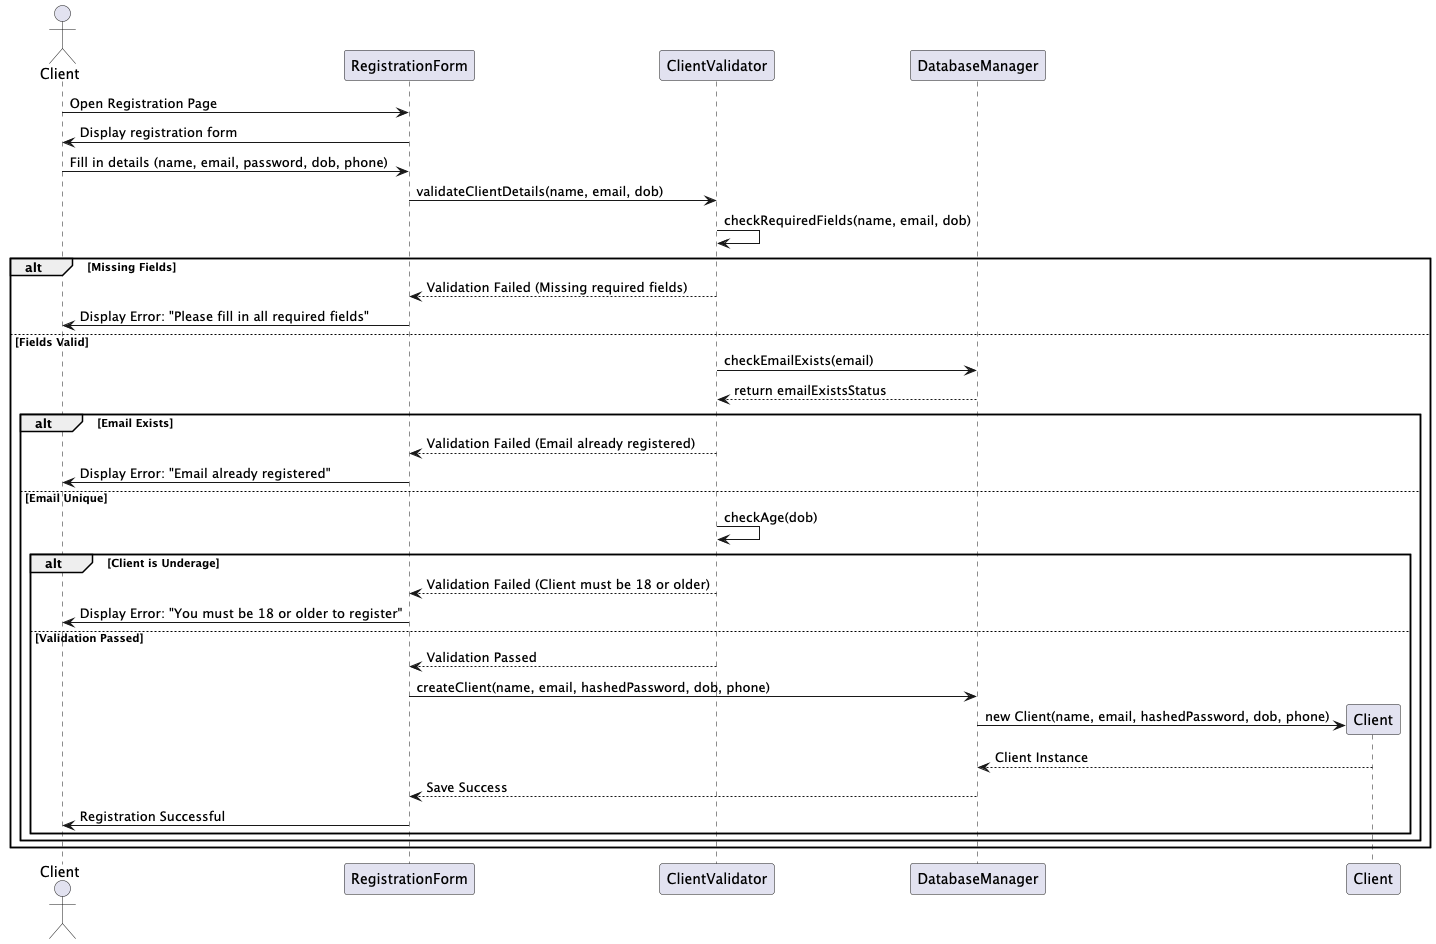 Client
RegistrationForm
ClientValidator
DatabaseManager
Open Registration Page
Display registration form
Fill in details (name, email, password, dob, phone)
validateClientDetails(name, email, dob)
checkRequiredFields(name, email, dob)
alt [Missing Fields]
Validation Failed (Missing required fields)
Display Error: "Please fill in all required fields"
[Fields Valid]
checkEmailExists(email)
return emailExistsStatus
alt [Email Exists]
Validation Failed (Email already registered)
Display Error: "Email already registered"
[Email Unique]
checkAge(dob)
alt [Client is Underage]
Validation Failed (Client must be 18 or older)
Display Error: "You must be 18 or older to register"
[Validation Passed]
Validation Passed
createClient(name, email, hashedPassword, dob, phone)
new Client(name, email, hashedPassword, dob, phone)
Client
Client Instance
Save Success
Registration Successful
Client
RegistrationForm
ClientValidator
DatabaseManager
Client